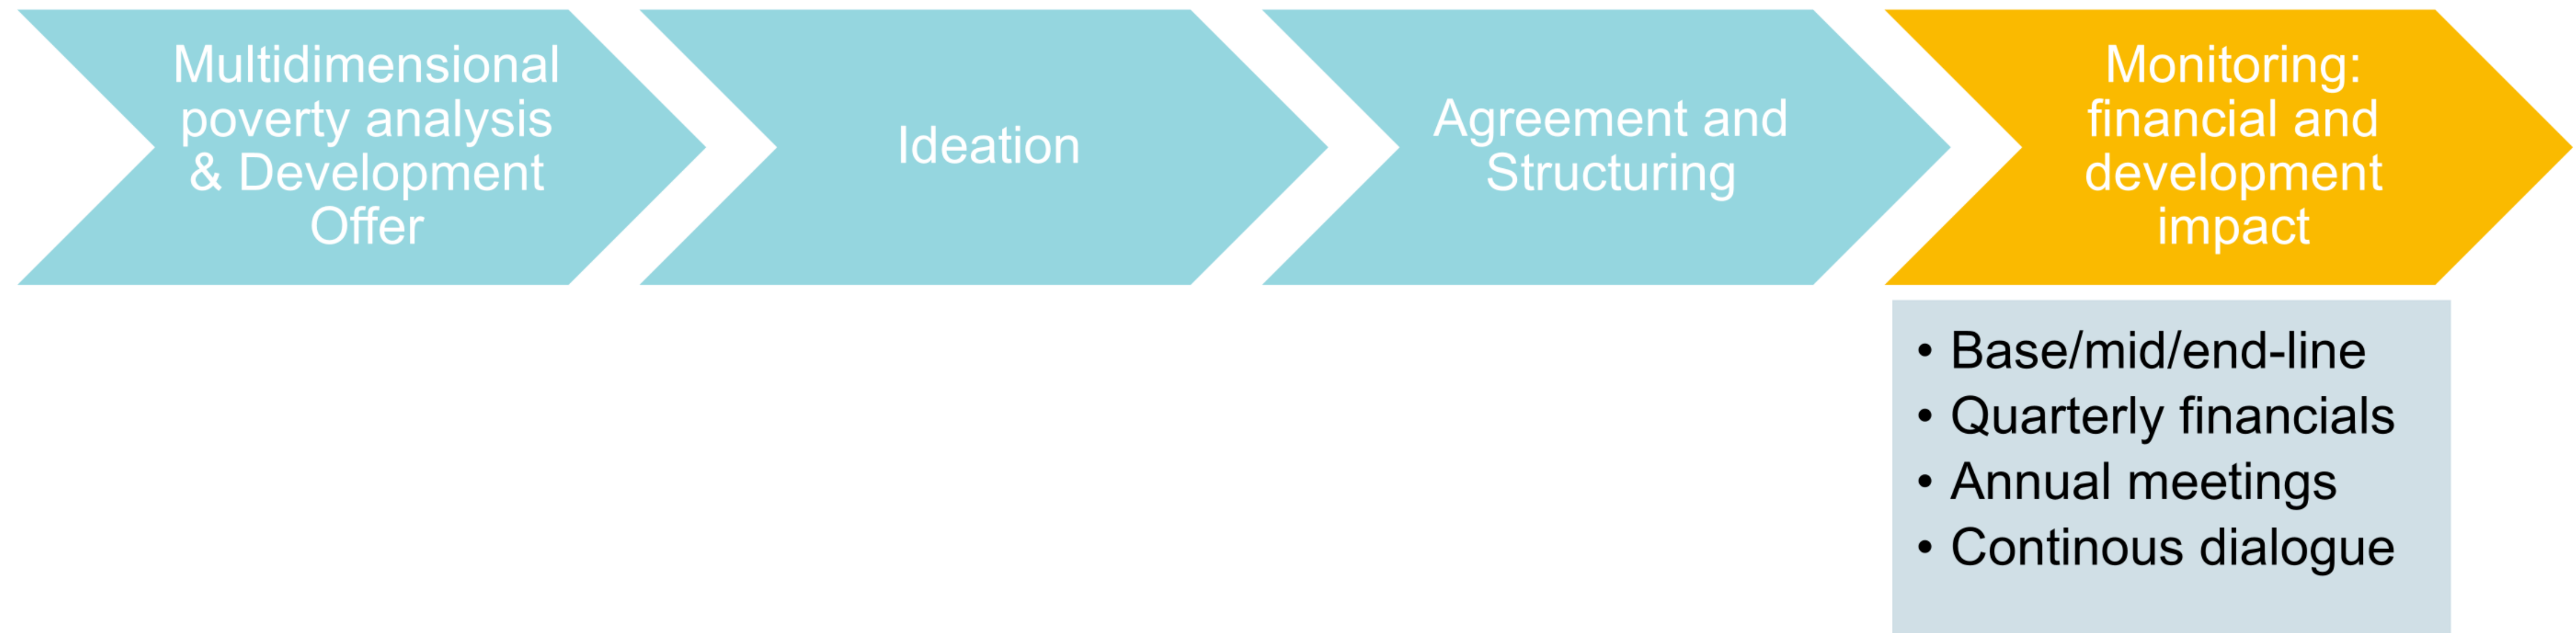 Multidimensional
poverty analysis
& Development
Offer
Ideation
Agreement and
Structuring
Monitoring:
financial and
development
impact
• Base/mid/end-line
• Quarterly financials
• Annual meetings
• Continous dialogue